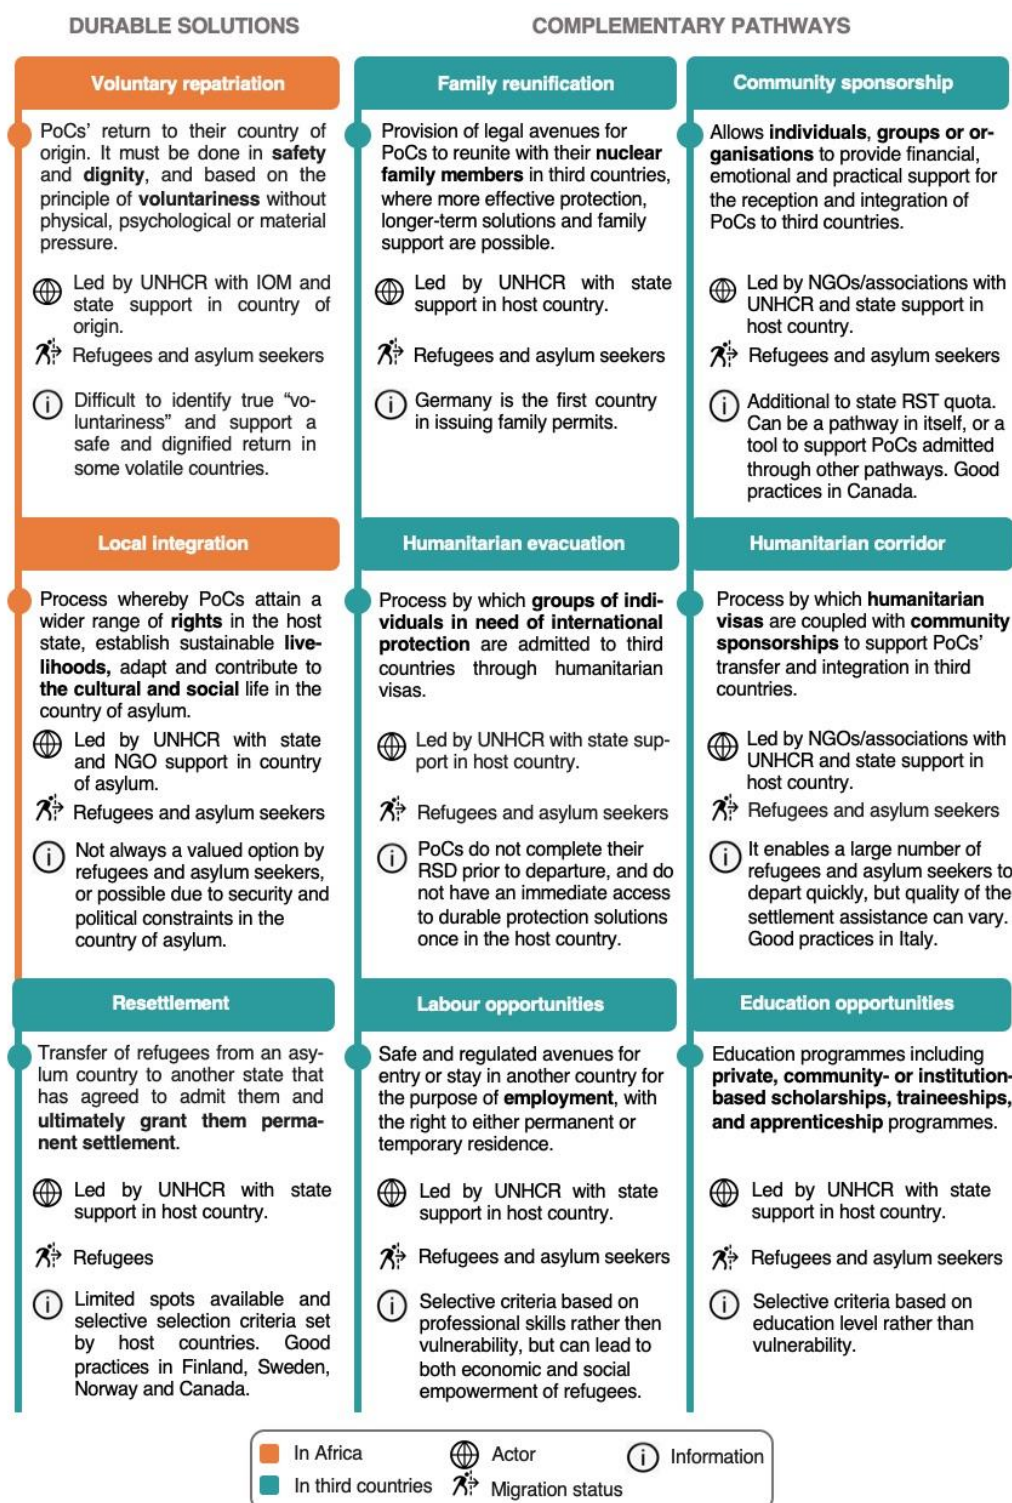 DURABLE SOLUTIONS
COMPLEMENTARY PATHWAYS
Voluntary repatriation
PoCs’ return to their country of
origin. It must be done in safety
and dignity, and based on the
principle of voluntariness without
physical, psychological or material
pressure.
Led by UNHCR with IOM and
state support in country of
origin.
Refugees and asylum seekers
Difficult to identify true “vo-
luntariness” and support a
safe and dignified return in
some volatile countries.
Local integration
Process whereby PoCs attain a
wider range of rights in the host
state, establish sustainable live-
lihoods, adapt and contribute to
the cultural and social life in the
country of asylum.
Led by UNHCR with state
and NGO support in country
of asylum.
Refugees and asylum seekers
Not always a valued option by
refugees and asylum seekers,
or possible due to security and
political constraints in the
country of asylum.
Resettlement
Transfer of refugees from an asy-
lum country to another state that
has agreed to admit them and
ultimately grant them perma-
nent settlement.
Led by UNHCR with state
support in host country.
Refugees
Limited spots available and
selective selection criteria set
by host countries. Good
practices in Finland, Sweden,
Norway and Canada.
Family reunification
Provision of legal avenues for
PoCs to reunite with their nuclear
family members in third countries,
where more effective protection,
longer-term solutions and family
support are possible.
Led by UNHCR with state
support in host country.
Refugees and asylum seekers
Germany is the first country
in issuing family permits.
Humanitarian evacuation
Process by which groups of indi-
viduals in need of international
protection are admitted to third
countries through humanitarian
visas.
Led by UNHCR with state sup-
port in host country.
Refugees and asylum seekers
PoCs do not complete their
RSD prior to departure, and do
not have an immediate access
to durable protection solutions
once in the host country.
Labour opportunities
Safe and regulated avenues for
entry or stay in another country for
the purpose of employment, with
the right to either permanent or
temporary residence.
Led by UNHCR with state
support in host country.
Refugees and asylum seekers
Selective criteria based on
professional skills rather then
vulnerability, but can lead to
both economic and social
empowerment of refugees.
Community sponsorship
Allows individuals, groups or or-
ganisations to provide financial,
emotional and practical support for
the reception and integration of
PoCs to third countries.
Led by NGOs/associations with
UNHCR and state support in
host country.
Refugees and asylum seekers
Additional to state RST quota.
Can be a pathway in itself, or a
tool to support PoCs admitted
through other pathways. Good
practices in Canada.
Humanitarian corridor
Process by which humanitarian
visas are coupled with community
sponsorships to support PoCs’
transfer and integration in third
countries.
Led by NGOs/associations with
UNHCR and state support in
host country.
Refugees and asylum seekers
It enables a large number of
refugees and asylum seekers to
depart quickly, but quality of the
settlement assistance can vary.
Good practices in Italy.
Education opportunities
Education programmes including
private, community- or institution-
based scholarships, traineeships,
and apprenticeship programmes.
Led by UNHCR with state
support in host country.
Refugees and asylum seekers
Selective criteria based on
education level rather than
vulnerability.
In Africa
In third countries
Actor
Migration status
Information